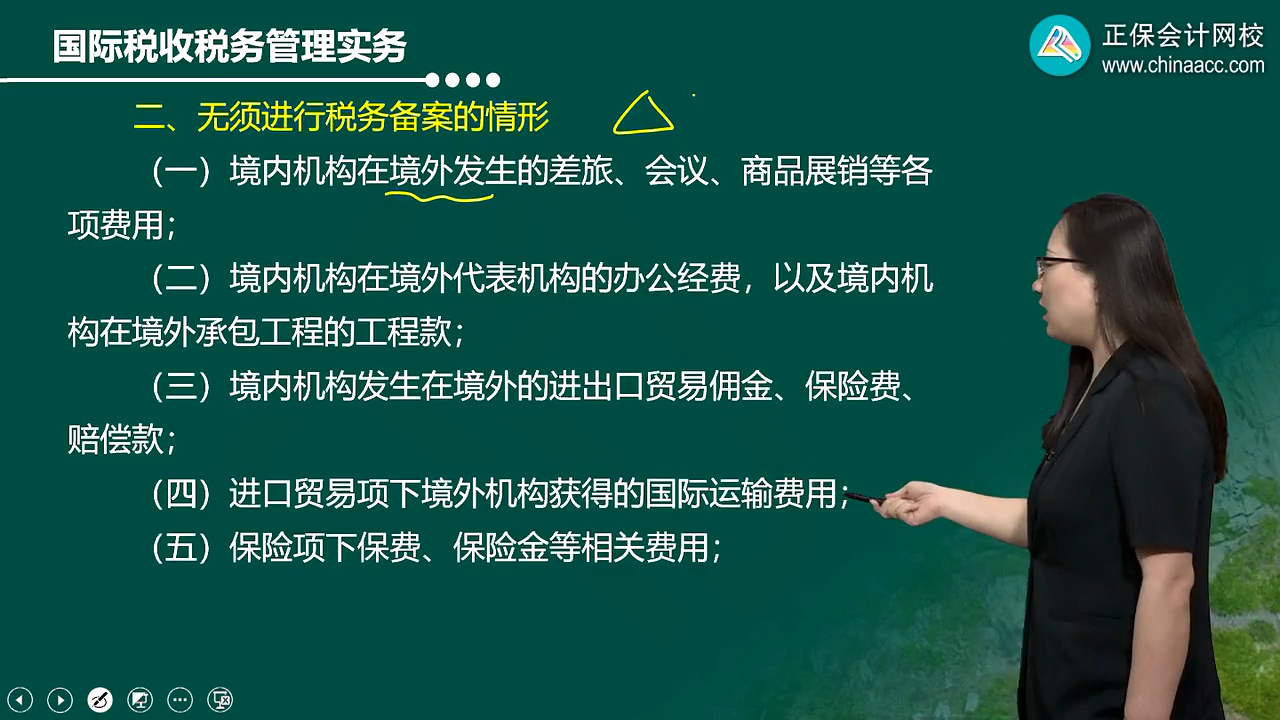 国际税收税务管理实务
正保会计网校
www.chinaacc.com
二、无须进行税务备案的情形
（一）境内机构在境外发生的差旅、会议、商品展销等各
项费用；
（二）境内机构在境外代表机构的办公经费，以及境内机
构在境外承包工程的工程款；
（三）境内机构发生在境外的进出口贸易佣金、保险费、
赔偿款；
（四）进口贸易项下境外机构获得的国际运输费用；
（五）保险项下保费、保险金等相关费用；